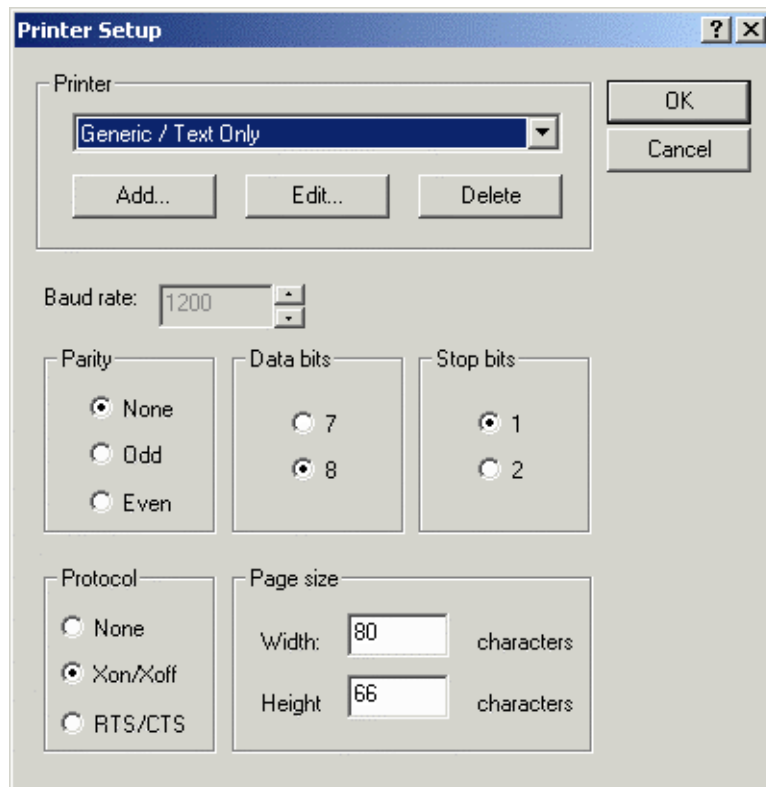 Printer Setup
Printer
Generic / Text Only
Add...
Edit...
Delete
OK
Cancel
Baud rate: 1200
Parity
None
Odd
Even
Data bits
7
8
Stop bits
1
2
Protocol
None
Xon/Xoff
RTS/CTS
Page size
Width: 80 characters
Height 66 characters